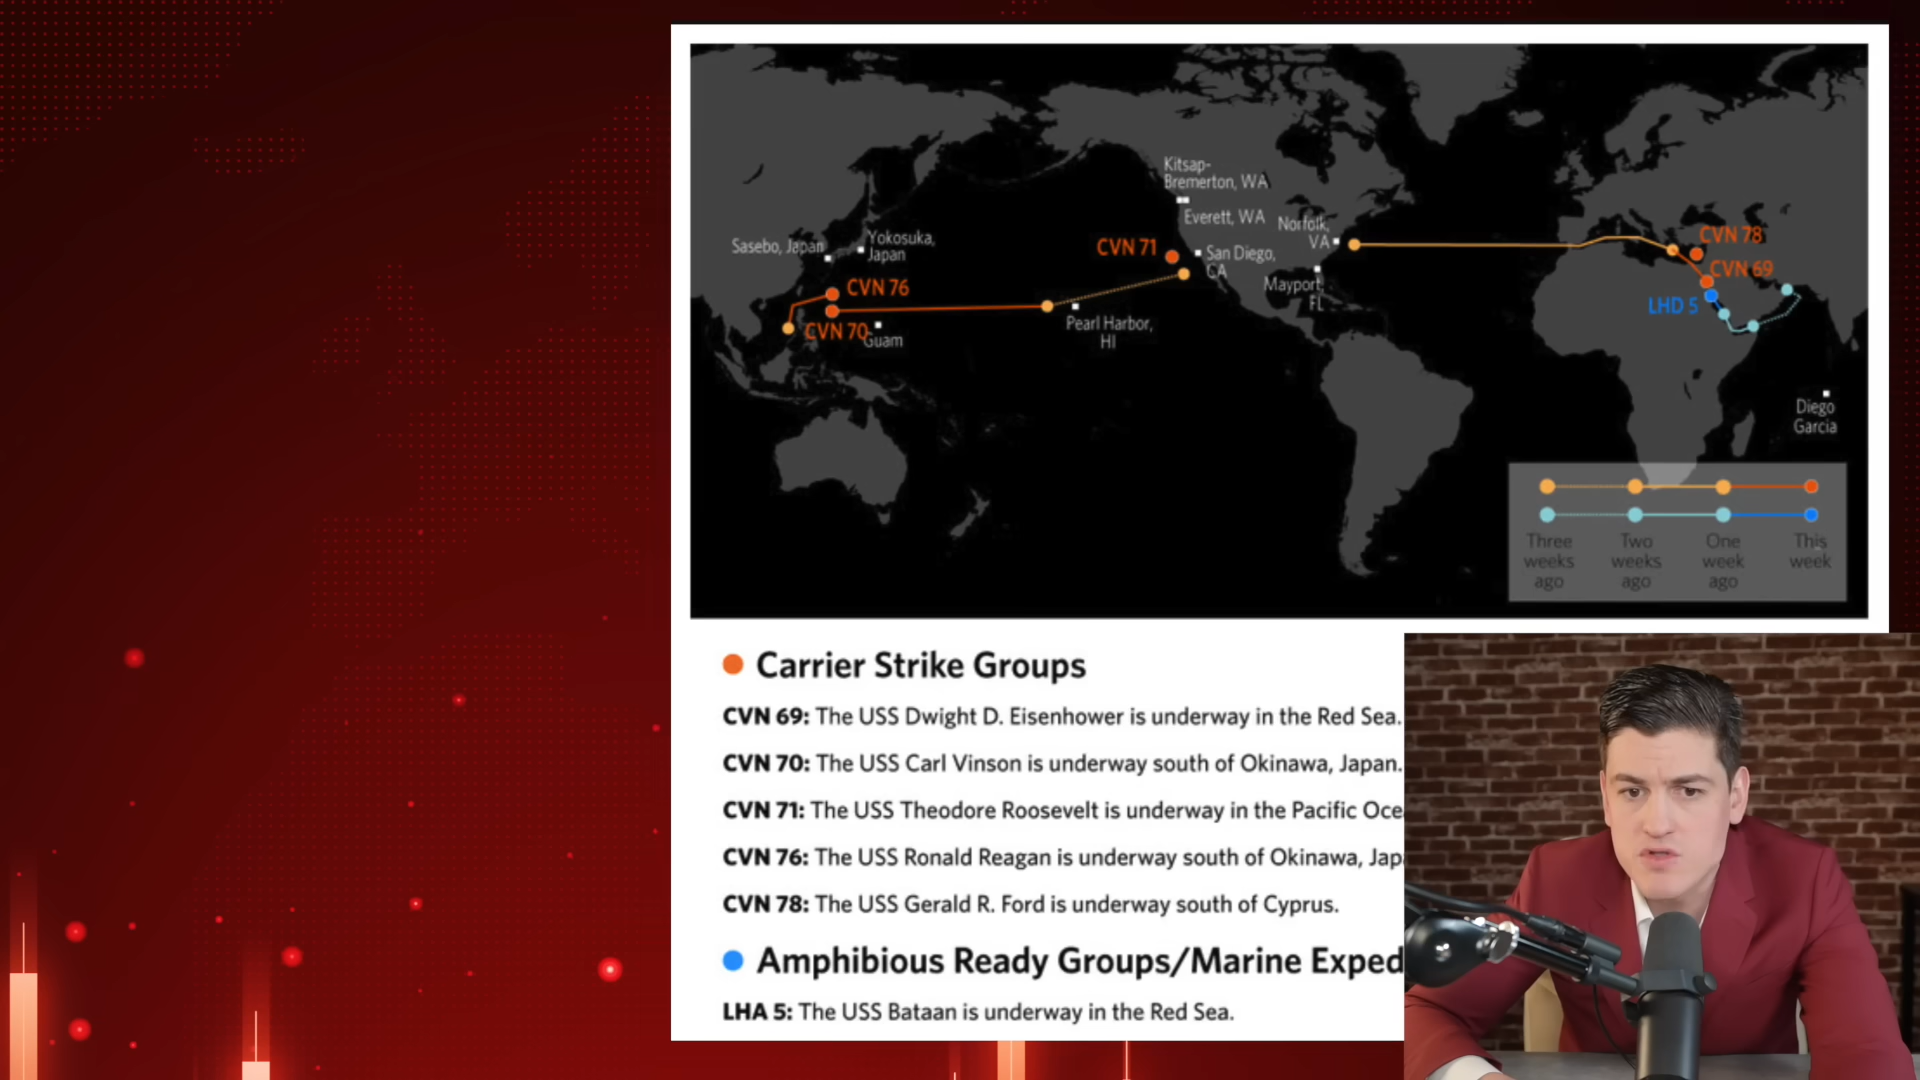 Kitsap-
Bremerton, WA
Everett, WA
Norfolk,
VA
Yokosuka,
Japan
Sasebo, Japan
CVN 71
San Diego,
CA
CVN 78
CVN 69
Mayport,
FL
LHD 5
CVN 76
CVN 70
Guam
Pearl Harbor,
HI
Diego
Garcia
Three
weeks
ago
Two
weeks
ago
One
week
ago
This
week
Carrier Strike Groups
CVN 69: The USS Dwight D. Eisenhower is underway in the Red Sea.
CVN 70: The USS Carl Vinson is underway south of Okinawa, Japan.
CVN 71: The USS Theodore Roosevelt is underway in the Pacific Oce
CVN 76: The USS Ronald Reagan is underway south of Okinawa, Jap
CVN 78: The USS Gerald R. Ford is underway south of Cyprus.
Amphibious Ready Groups/Marine Exped
LHA 5: The USS Bataan is underway in the Red Sea.